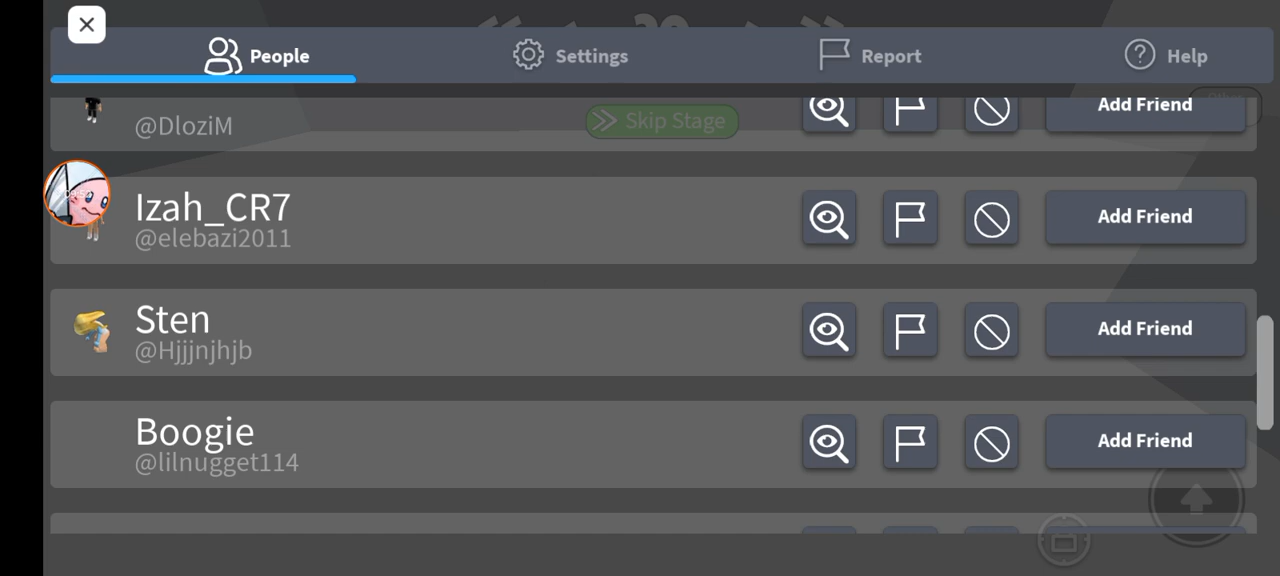 People
Settings
Report
Help
@DloziM
Add Friend
Skip Stage
Izah_CR7
@elebazi2011
Add Friend
Sten
@Hjjjnjhjb
Add Friend
Boogie
@lilnugget114
Add Friend